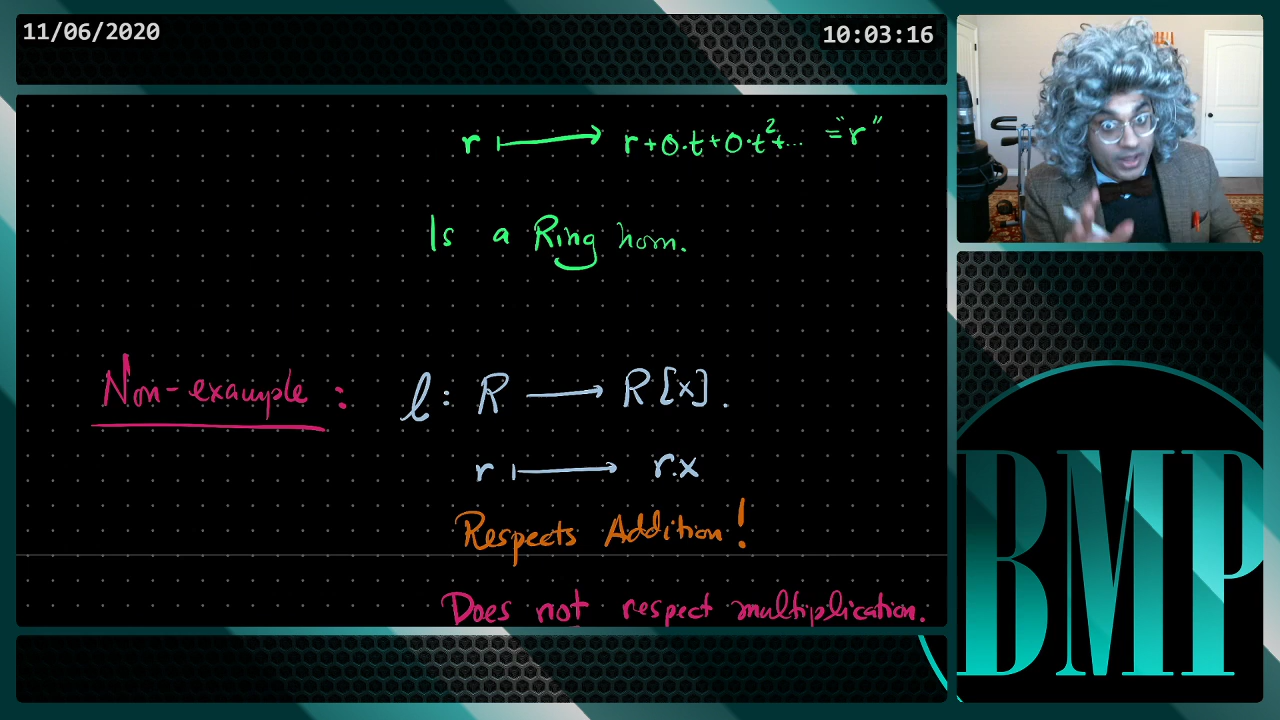 11/06/2020
10:03:16
r ⟼ r+0·t+0·t²+... ="r"
Is a Ring hom.
Non-example : l : R ⟶ R[x].
r ⟼ r.x
Respects Addition!
Does not respect multiplication.
BMP